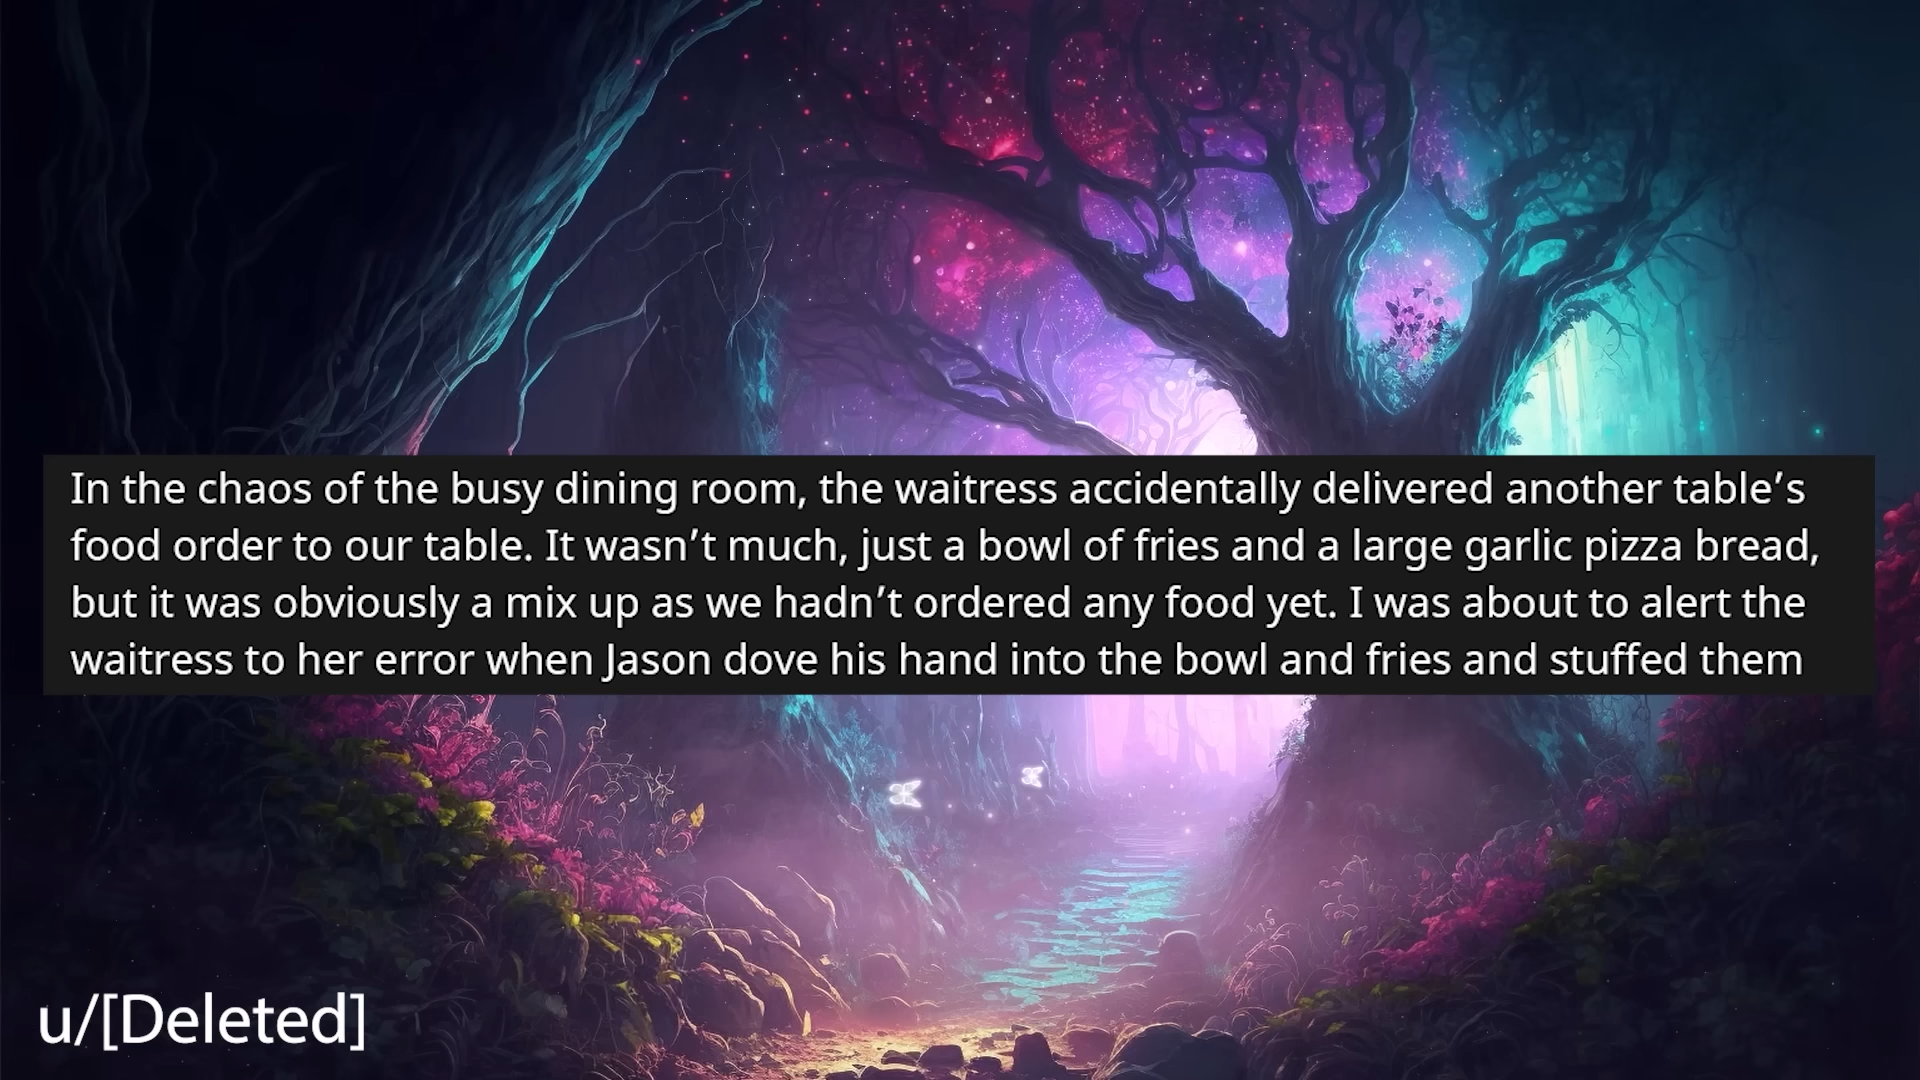 In the chaos of the busy dining room, the waitress accidentally delivered another table’s
food order to our table. It wasn’t much, just a bowl of fries and a large garlic pizza bread,
but it was obviously a mix up as we hadn’t ordered any food yet. I was about to alert the
waitress to her error when Jason dove his hand into the bowl and fries and stuffed them
u/[Deleted]